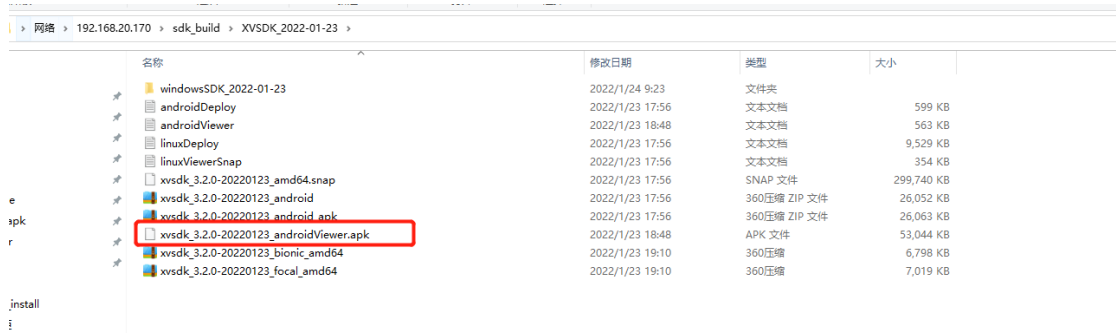 网络 > 192.168.20.170 > sdk_build > XVSDK_2022-01-23 >
名称 修改日期 类型 大小
windowsSDK_2022-01-23 2022/1/24 9:23 文件夹
androidDeploy 2022/1/23 17:56 文本文档 599 KB
androidViewer 2022/1/23 18:48 文本文档 563 KB
linuxDeploy 2022/1/23 17:56 文本文档 9,529 KB
linuxViewerSnap 2022/1/23 17:56 文本文档 354 KB
xvsdk_3.2.0-20220123_amd64.snap 2022/1/23 17:56 SNAP 文件 299,740 KB
e xvsdk_3.2.0-20220123_android 2022/1/23 17:56 360压缩 ZIP 文件 26,052 KB
apk xvsdk_3.2.0-20220123_android_apk 2022/1/23 17:56 360压缩 ZIP 文件 26,063 KB
r xvsdk_3.2.0-20220123_androidViewer.apk 2022/1/23 18:48 APK 文件 53,044 KB
xvsdk_3.2.0-20220123_bionic_amd64 2022/1/23 19:10 360压缩 6,798 KB
xvsdk_3.2.0-20220123_focal_amd64 2022/1/23 19:10 360压缩 7,019 KB
_install